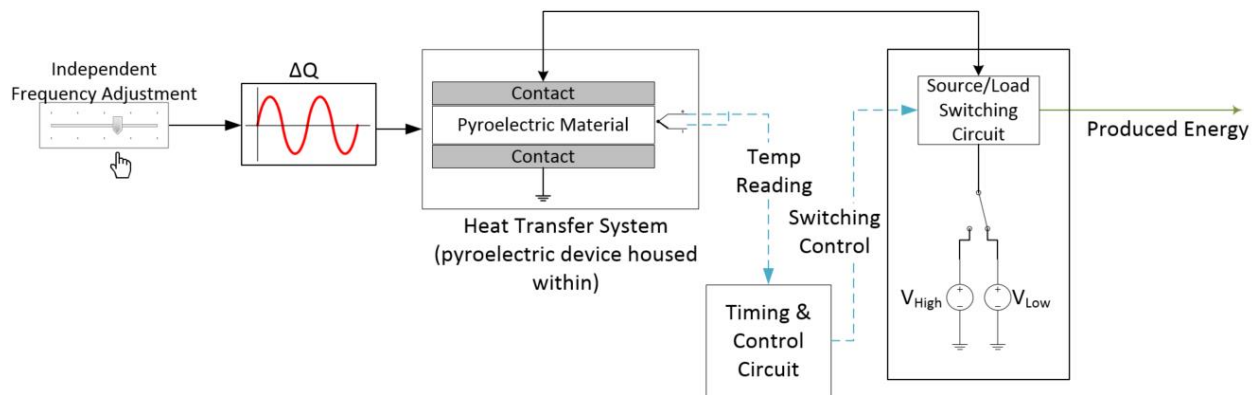 Independent
Frequency Adjustment
ΔQ
Contact
Pyroelectric Material
Contact
Heat Transfer System
(pyroelectric device housed
within)
Temp
Reading
Timing &
Control
Circuit
Switching
Control
Source/Load
Switching
Circuit
Produced Energy
VHigh
+
−
+
−
VLow